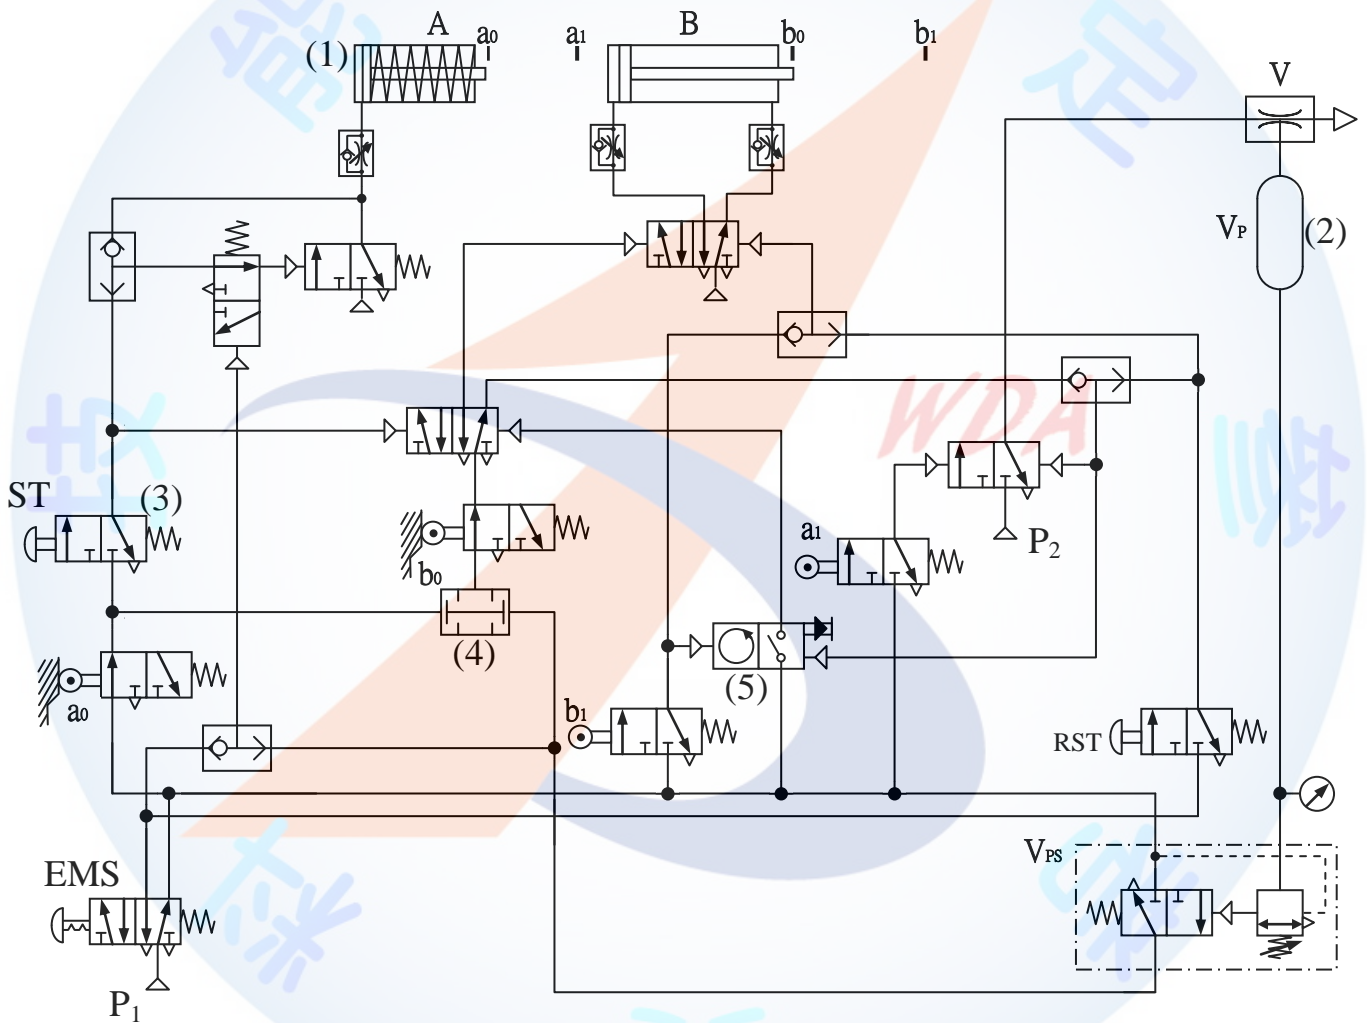 A a0 a1 B b0 b1
(1)
V
VP (2)
WDA
ST (3)
P2
a1
b0
(4)
(5)
a0
b1
RST
VPS
EMS
P1